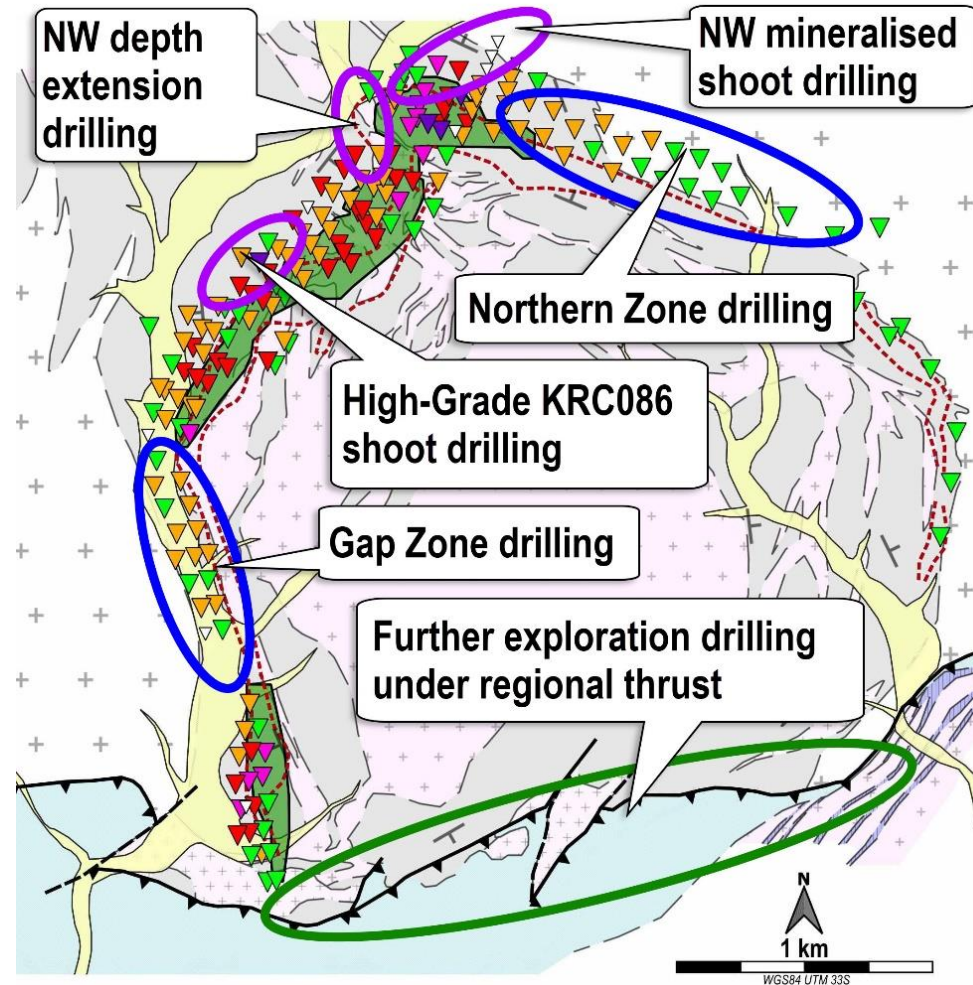 NW depth
extension
drilling
NW mineralised
shoot drilling
Northern Zone drilling
High-Grade KRC086
shoot drilling
Gap Zone drilling
Further exploration drilling
under regional thrust
N
1 km
WGS84 UTM 33S